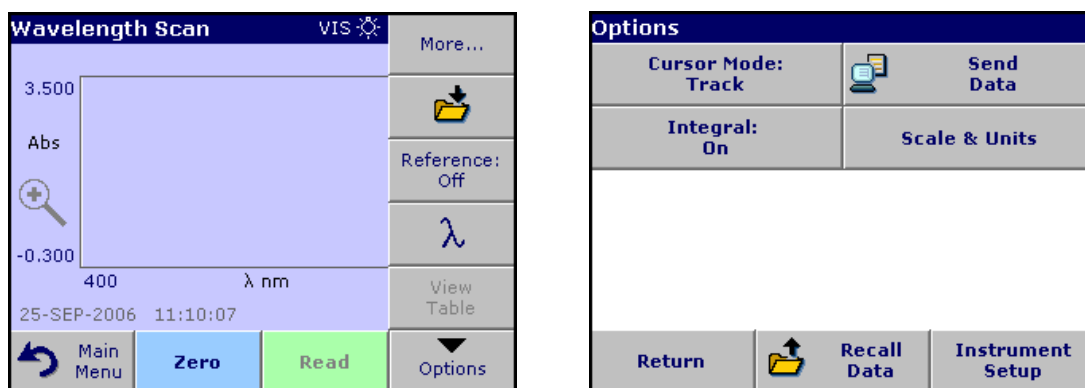 Wavelength Scan VIS
More...
3.500
Abs
Reference:
Off
λ
-0.300
400 λ nm
View
Table
25-SEP-2006 11:10:07
Main
Menu
Zero
Read
Options
Options
Cursor Mode:
Track
Send
Data
Integral:
On
Scale & Units
Return
Recall
Data
Instrument
Setup